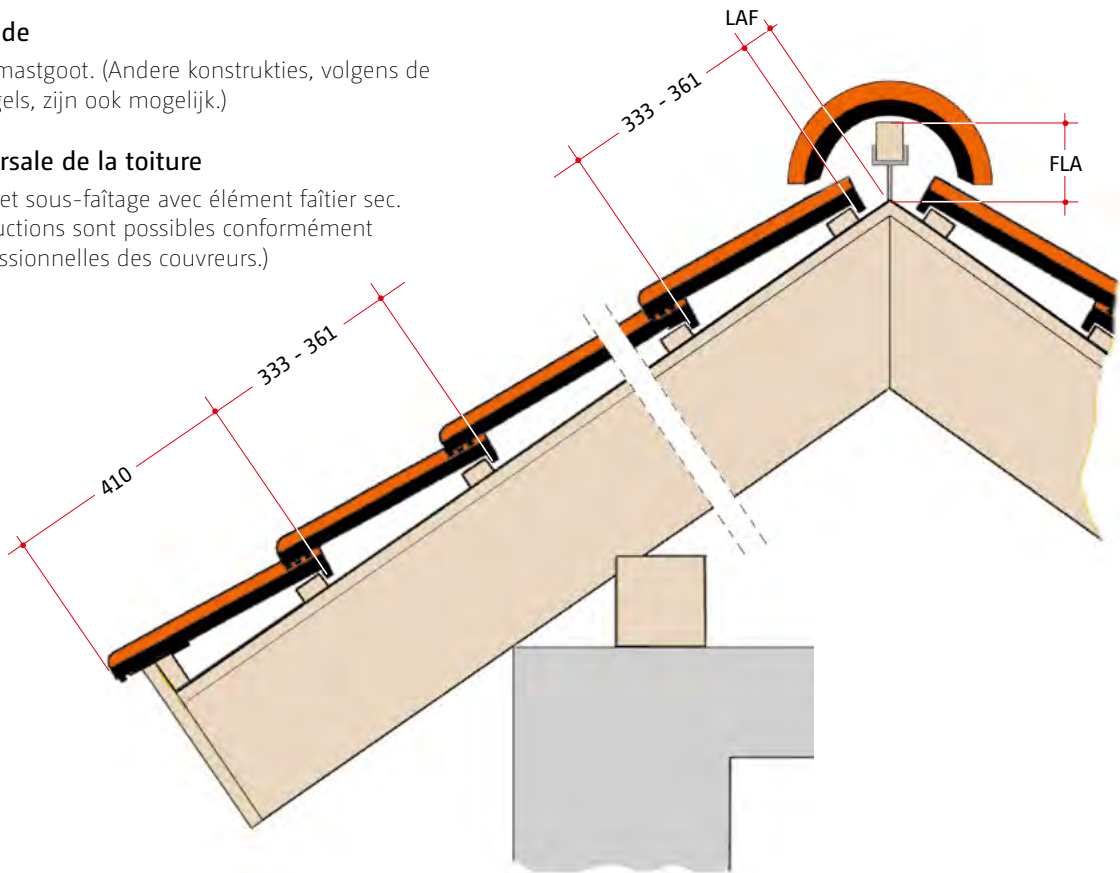 de
mastgoot. (Andere konstrukties, volgens de
gels, zijn ook mogelijk.)
rsale de la toiture
et sous-faîtage avec élément faîtier sec.
uctions sont possibles conformément
ssionnelles des couvreurs.)
LAF
333 - 361
FLA
333 - 361
410